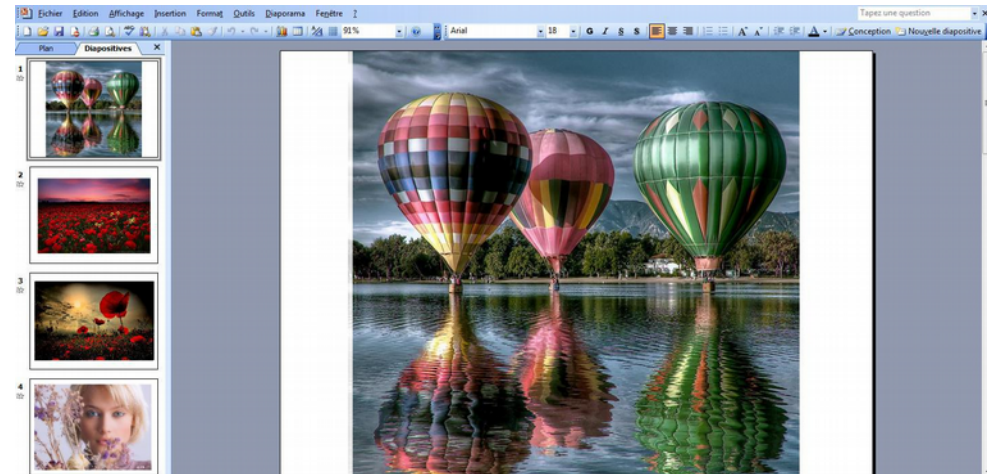 Fichier Edition Affichage Insertion Format Outils Diaporama Fenêtre ?
Tapez une question
91%
Arial
18
G I S S
Conception
Nouvelle diapositive
Plan
Diapositives
1
2
3
4